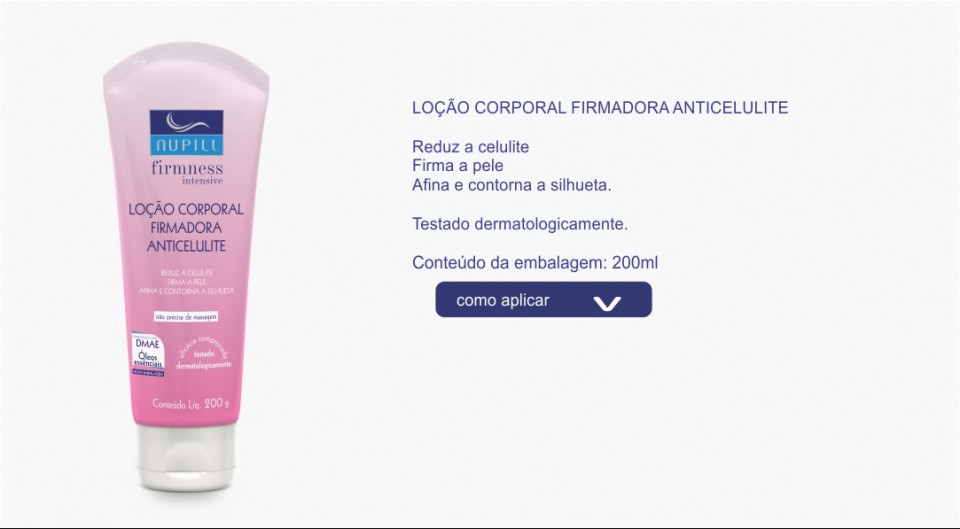 NUPILL
firmness
intensive
LOÇÃO CORPORAL
FIRMADORA
ANTICELULITE
REDUZ A CELULITE
FIRMA A PELE
AFINA E CONTORNA A SILHUETA
não precisa de massagem
DMAE
Óleos
essenciais
eficácia comprovada
testado
dermatologicamente
Conteúdo Líq. 200 g
LOÇÃO CORPORAL FIRMADORA ANTICELULITE
Reduz a celulite
Firma a pele
Afina e contorna a silhueta.
Testado dermatologicamente.
Conteúdo da embalagem: 200ml
como aplicar